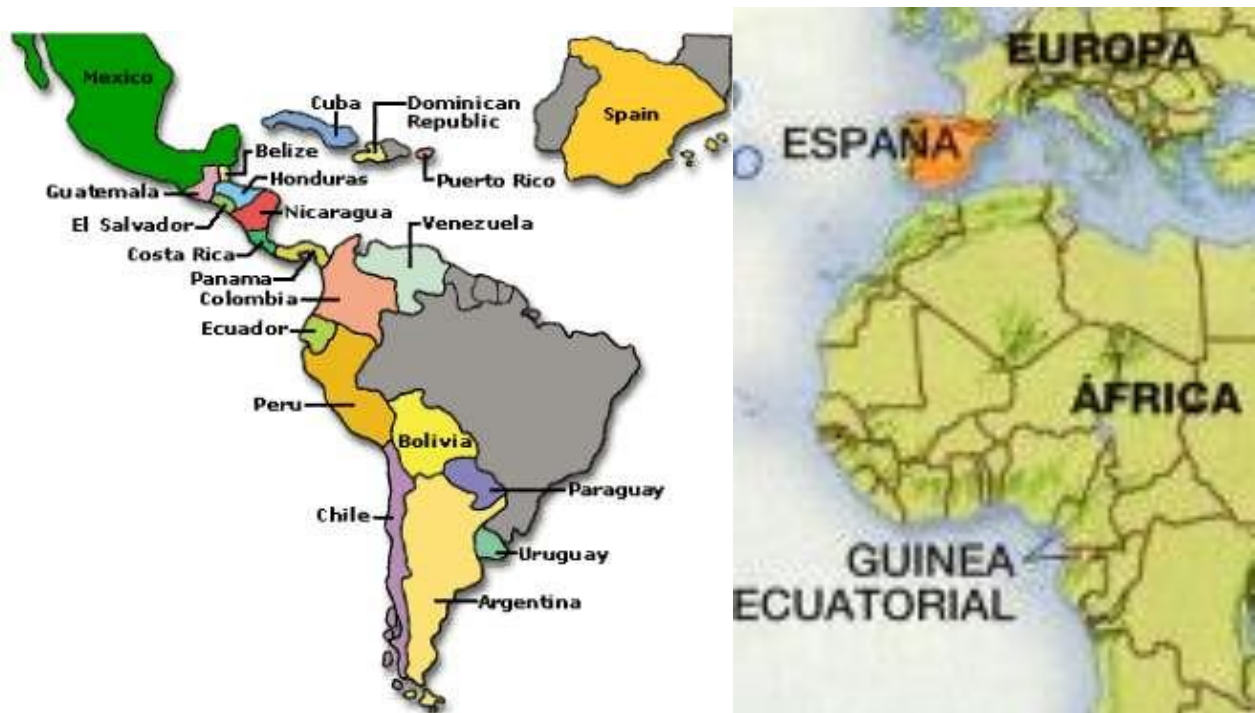 Mexico
Cuba
Dominican
Republic
Spain
Belize
Guatemala
Honduras
Puerto Rico
El Salvador
Nicaragua
Venezuela
Costa Rica
Panama
Colombia
Ecuador
Peru
Bolivia
Paraguay
Chile
Uruguay
Argentina
EUROPA
ESPAÑA
ÁFRICA
GUINEA
ECUATORIAL